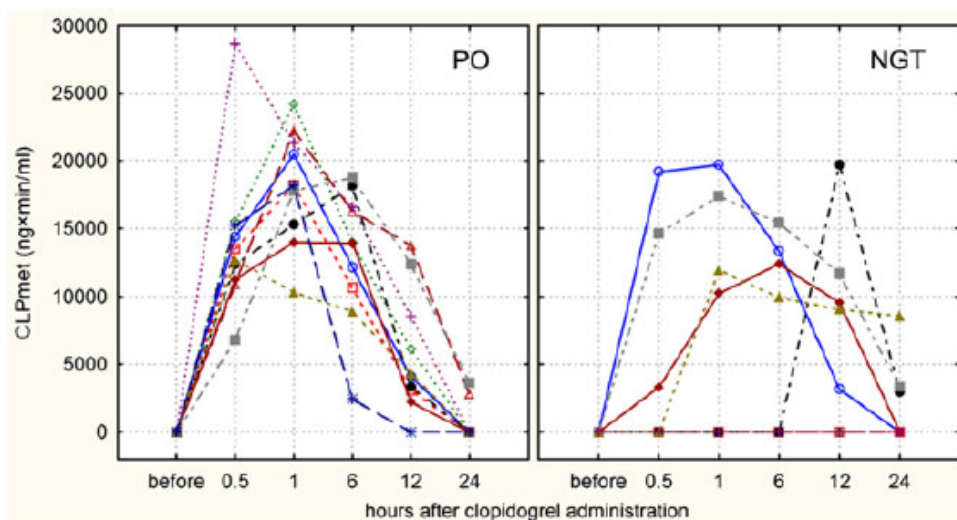 30000
PO
NGT
25000
20000
15000
10000
5000
0
CLPmet (ng×min/ml)
before 0.5 1 6 12 24 before 0.5 1 6 12 24
hours after clopidogrel administration